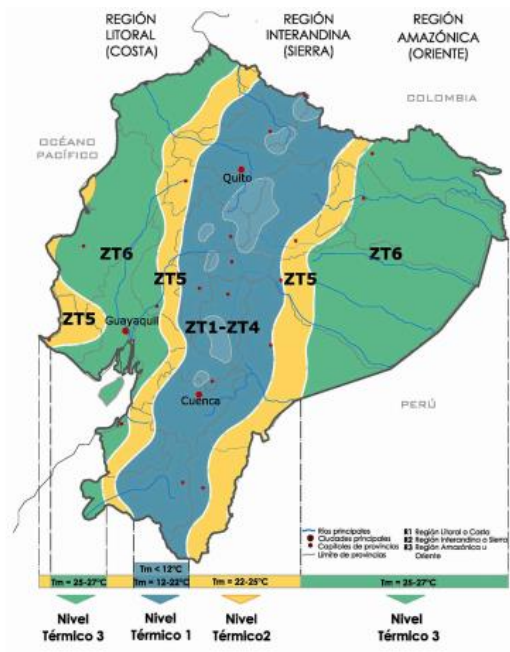 REGIÓN
LITORAL
(COSTA)
REGIÓN
INTERANDINA
(SIERRA)
REGIÓN
AMAZÓNICA
(ORIENTE)
COLOMBIA
OCÉANO
PACÍFICO
Quito
ZT6
ZT6
ZT5
ZT5
ZT5
Guayaquil
ZT1-ZT4
Cuenca
PERÚ
Ríos principales
Ciudades principales
Capitales de provincias
Límite de provincias
R1 Región Litoral o Costa
R2 Región Interandina o Sierra
R3 Región Amazónica u
Oriente
Tm < 12°C
Tm = 25-27°C
Tm = 12-22°C
Tm = 22-25°C
Tm = 25-27°C
Nivel
Térmico 3
Nivel
Térmico 1
Nivel
Térmico2
Nivel
Térmico 3